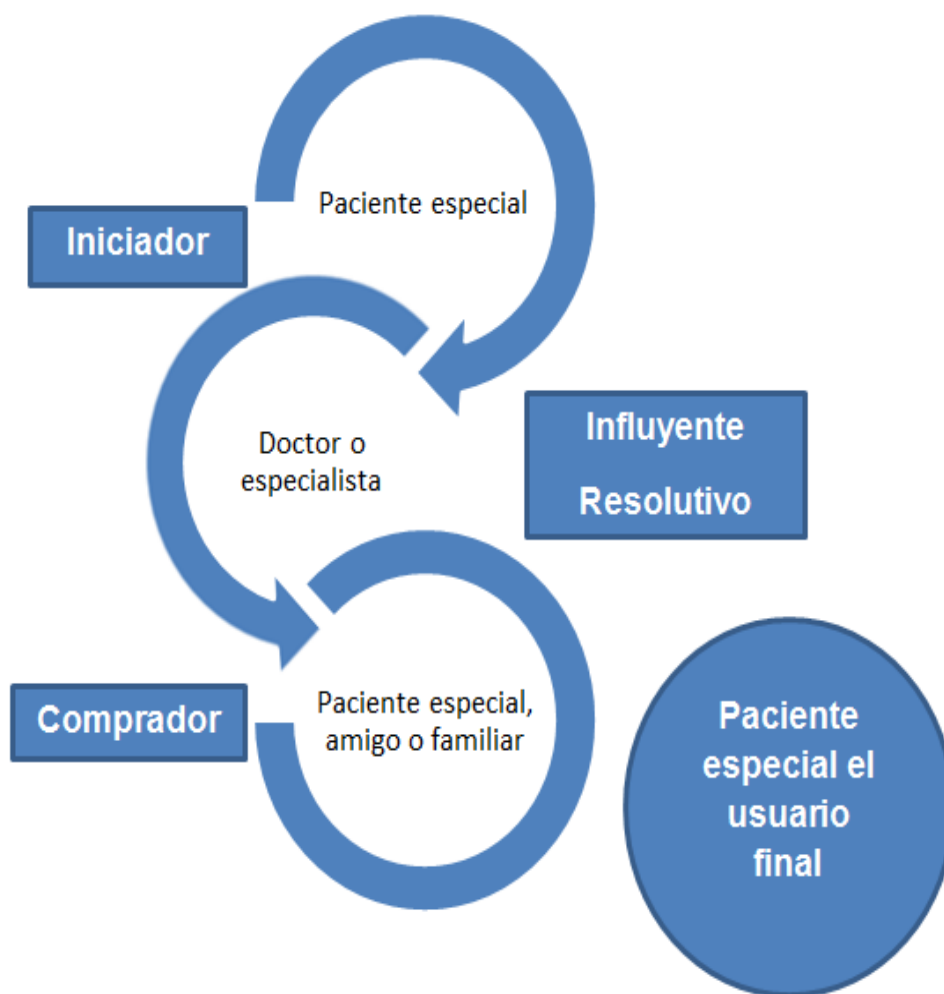 Paciente especial
Iniciador
Doctor o
especialista
Influyente
Resolutivo
Paciente especial,
amigo o familiar
Comprador
Paciente
especial el
usuario
final